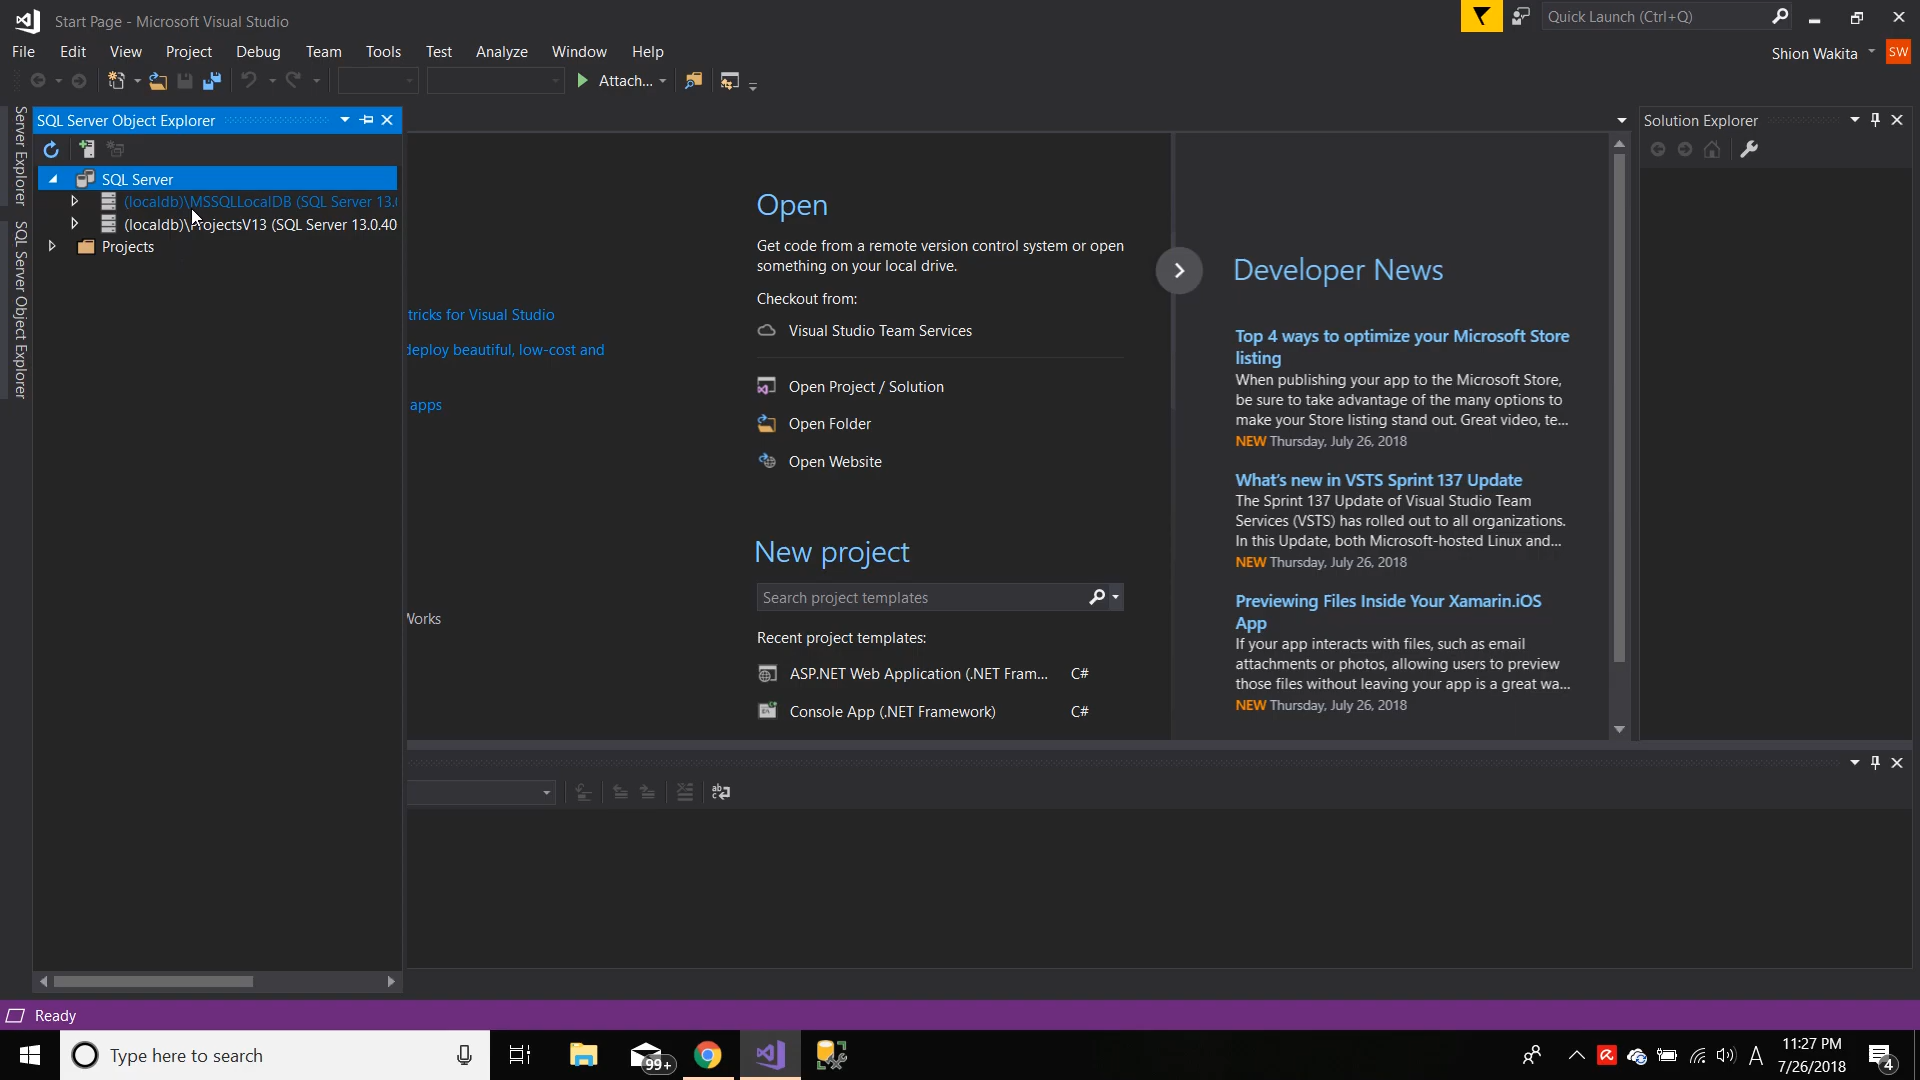 Start Page - Microsoft Visual Studio
Quick Launch (Ctrl+Q)
File Edit View Project Debug Team Tools Test Analyze Window Help
Shion Wakita SW
Attach...
Server Explorer
SQL Server Object Explorer
SQL Server Object Explorer
SQL Server
(localdb)\MSSQLLocalDB (SQL Server 13.
(localdb)\ProjectsV13 (SQL Server 13.0.40
Projects
tricks for Visual Studio
deploy beautiful, low-cost and
apps
Works
Open
Get code from a remote version control system or open
something on your local drive.
Checkout from:
Visual Studio Team Services
Open Project / Solution
Open Folder
Open Website
New project
Search project templates
Recent project templates:
ASP.NET Web Application (.NET Fram... C#
Console App (.NET Framework) C#
Developer News
Top 4 ways to optimize your Microsoft Store
listing
When publishing your app to the Microsoft Store,
be sure to take advantage of the many options to
make your Store listing stand out. Great video, te...
NEW Thursday, July 26, 2018
What's new in VSTS Sprint 137 Update
The Sprint 137 Update of Visual Studio Team
Services (VSTS) has rolled out to all organizations.
In this Update, both Microsoft-hosted Linux and...
NEW Thursday, July 26, 2018
Previewing Files Inside Your Xamarin.iOS
App
If your app interacts with files, such as email
attachments or photos, allowing users to preview
those files without leaving your app is a great wa...
NEW Thursday, July 26, 2018
Solution Explorer
Ready
Type here to search
99+
A
11:27 PM
7/26/2018
4